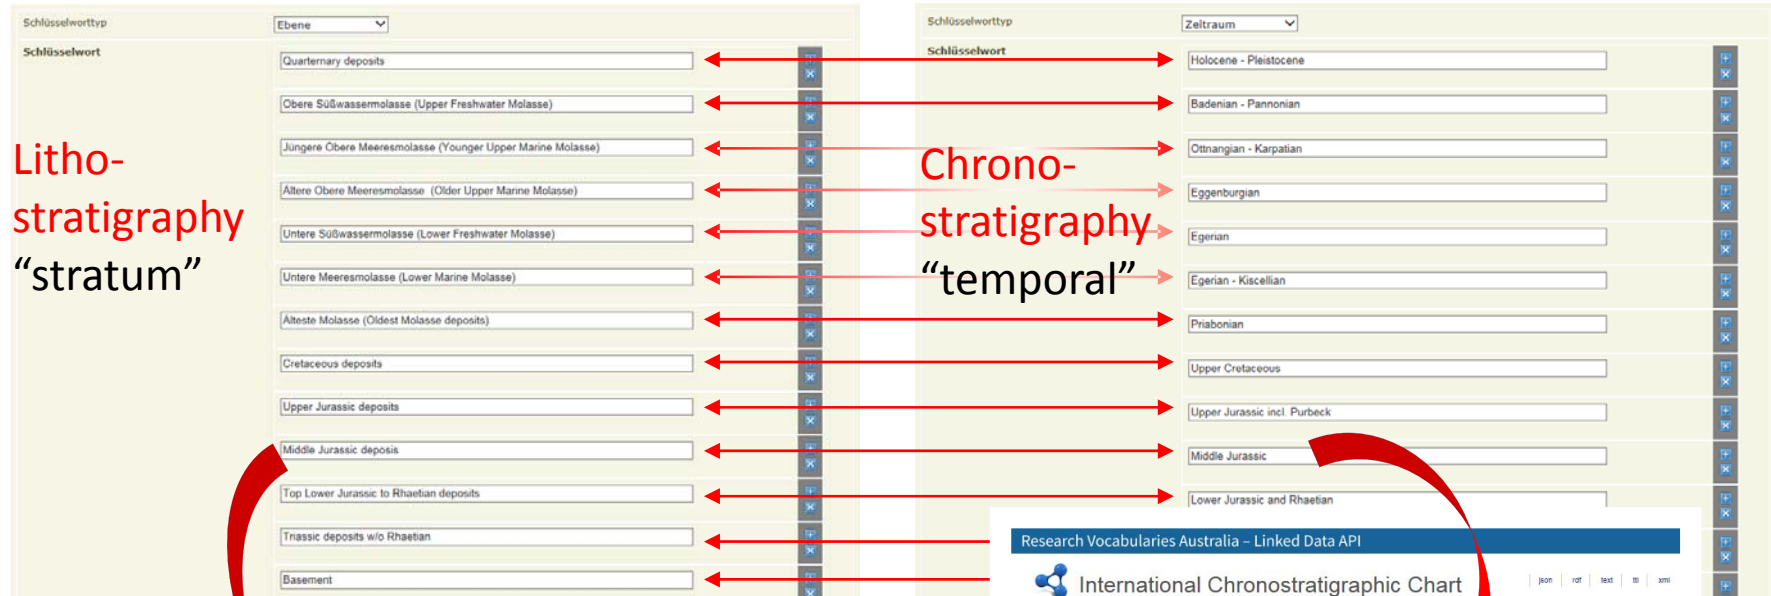 Schlüsselworttyp
Ebene
Schlüsselwort
Quarternary deposits
Obere Süßwassermolasse (Upper Freshwater Molasse)
Jüngere Obere Meeresmolasse (Younger Upper Marine Molasse)
Ältere Obere Meeresmolasse (Older Upper Marine Molasse)
Untere Süßwassermolasse (Lower Freshwater Molasse)
Untere Meeresmolasse (Lower Marine Molasse)
Älteste Molasse (Oldest Molasse deposits)
Cretaceous deposits
Upper Jurassic deposits
Middle Jurassic deposis
Top Lower Jurassic to Rhaetian deposits
Triassic deposits w/o Rhaetian
Basement
Litho-
stratigraphy
“stratum”
Schlüsselworttyp
Zeitraum
Schlüsselwort
Holocene - Pleistocene
Badenian - Pannonian
Ottnangian - Karpatian
Eggenburgian
Egerian
Egerian - Kiscellian
Priabonian
Upper Cretaceous
Upper Jurassic incl. Purbeck
Middle Jurassic
Lower Jurassic and Rhaetian
Chrono-
stratigraphy
“temporal”
Research Vocabularies Australia – Linked Data API
International Chronostratigraphic Chart
json | rdf | text | ttl | xml